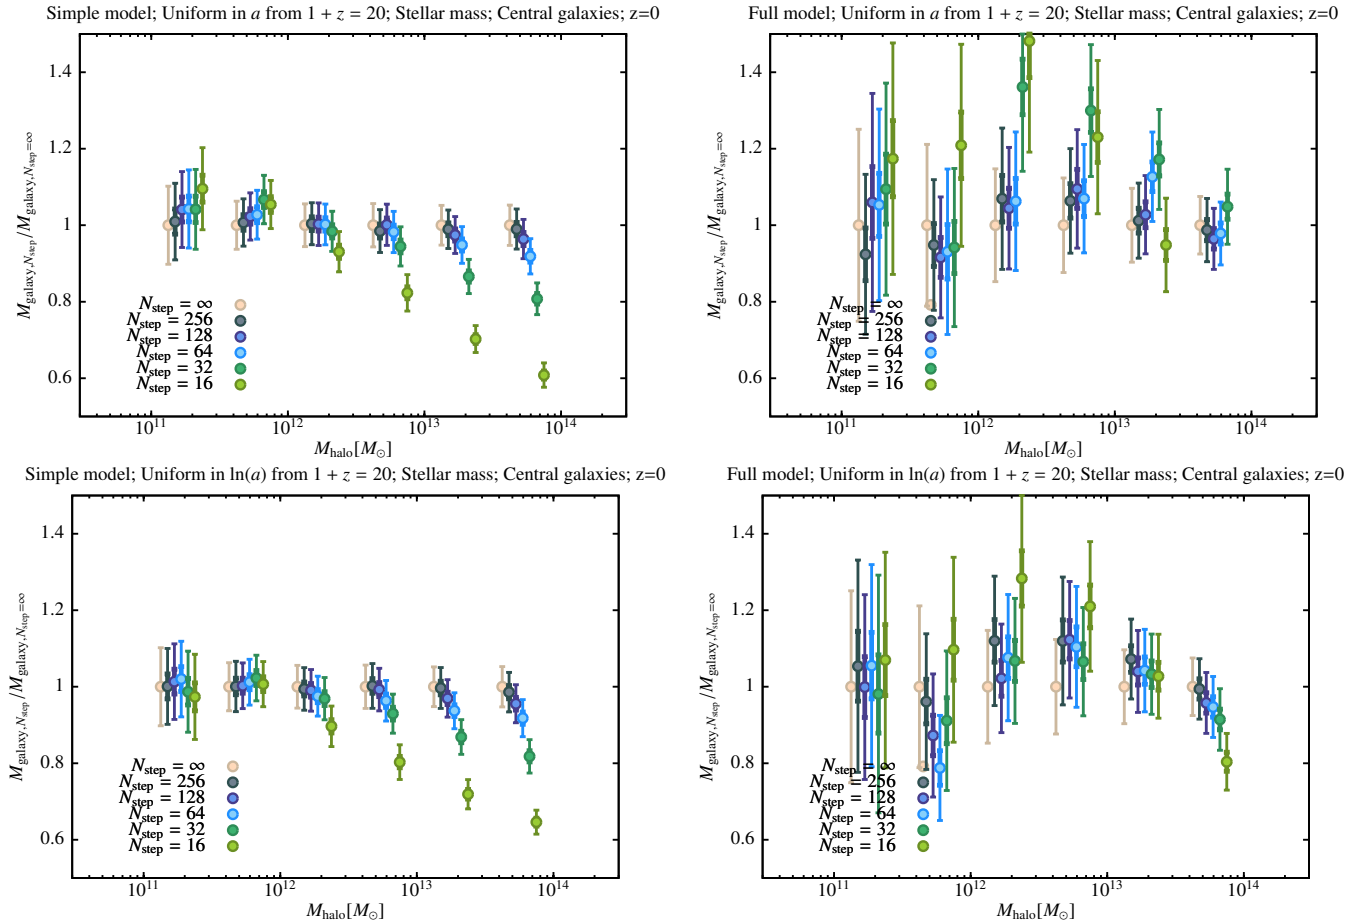 Simple model; Uniform in a from 1 + z = 20; Stellar mass; Central galaxies; z=0
M_galaxy,N_step / M_galaxy,N_step=∞
1.4
1.2
1
0.8
0.6
N_step = ∞
N_step = 256
N_step = 128
N_step = 64
N_step = 32
N_step = 16
10^11
10^12
10^13
10^14
M_halo[M_⊙]
Full model; Uniform in a from 1 + z = 20; Stellar mass; Central galaxies; z=0
M_galaxy,N_step / M_galaxy,N_step=∞
1.4
1.2
1
0.8
0.6
N_step = ∞
N_step = 256
N_step = 128
N_step = 64
N_step = 32
N_step = 16
10^11
10^12
10^13
10^14
M_halo[M_⊙]
Simple model; Uniform in ln(a) from 1 + z = 20; Stellar mass; Central galaxies; z=0
M_galaxy,N_step / M_galaxy,N_step=∞
1.4
1.2
1
0.8
0.6
N_step = ∞
N_step = 256
N_step = 128
N_step = 64
N_step = 32
N_step = 16
10^11
10^12
10^13
10^14
M_halo[M_⊙]
Full model; Uniform in ln(a) from 1 + z = 20; Stellar mass; Central galaxies; z=0
M_galaxy,N_step / M_galaxy,N_step=∞
1.4
1.2
1
0.8
0.6
N_step = ∞
N_step = 256
N_step = 128
N_step = 64
N_step = 32
N_step = 16
10^11
10^12
10^13
10^14
M_halo[M_⊙]